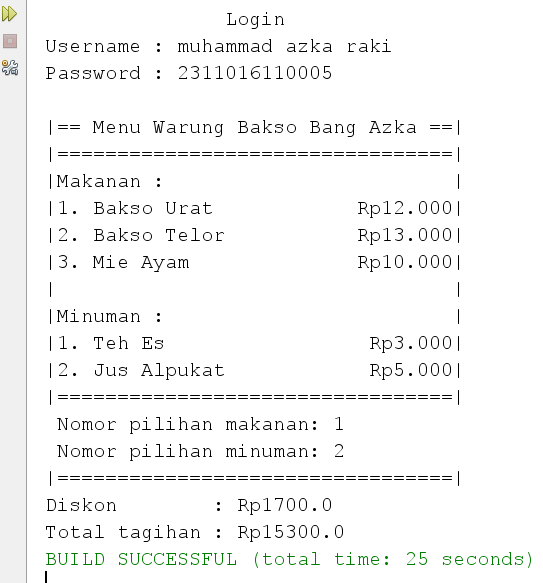 Login
Username : muhammad azka raki
Password : 2311016110005
|== Menu Warung Bakso Bang Azka ==|
|=================================|
|Makanan :                        |
|1. Bakso Urat            Rp12.000|
|2. Bakso Telor           Rp13.000|
|3. Mie Ayam              Rp10.000|
|                                 |
|Minuman :                        |
|1. Teh Es                 Rp3.000|
|2. Jus Alpukat            Rp5.000|
|=================================|
 Nomor pilihan makanan: 1
 Nomor pilihan minuman: 2
|=================================|
Diskon        : Rp1700.0
Total tagihan : Rp15300.0
BUILD SUCCESSFUL (total time: 25 seconds)